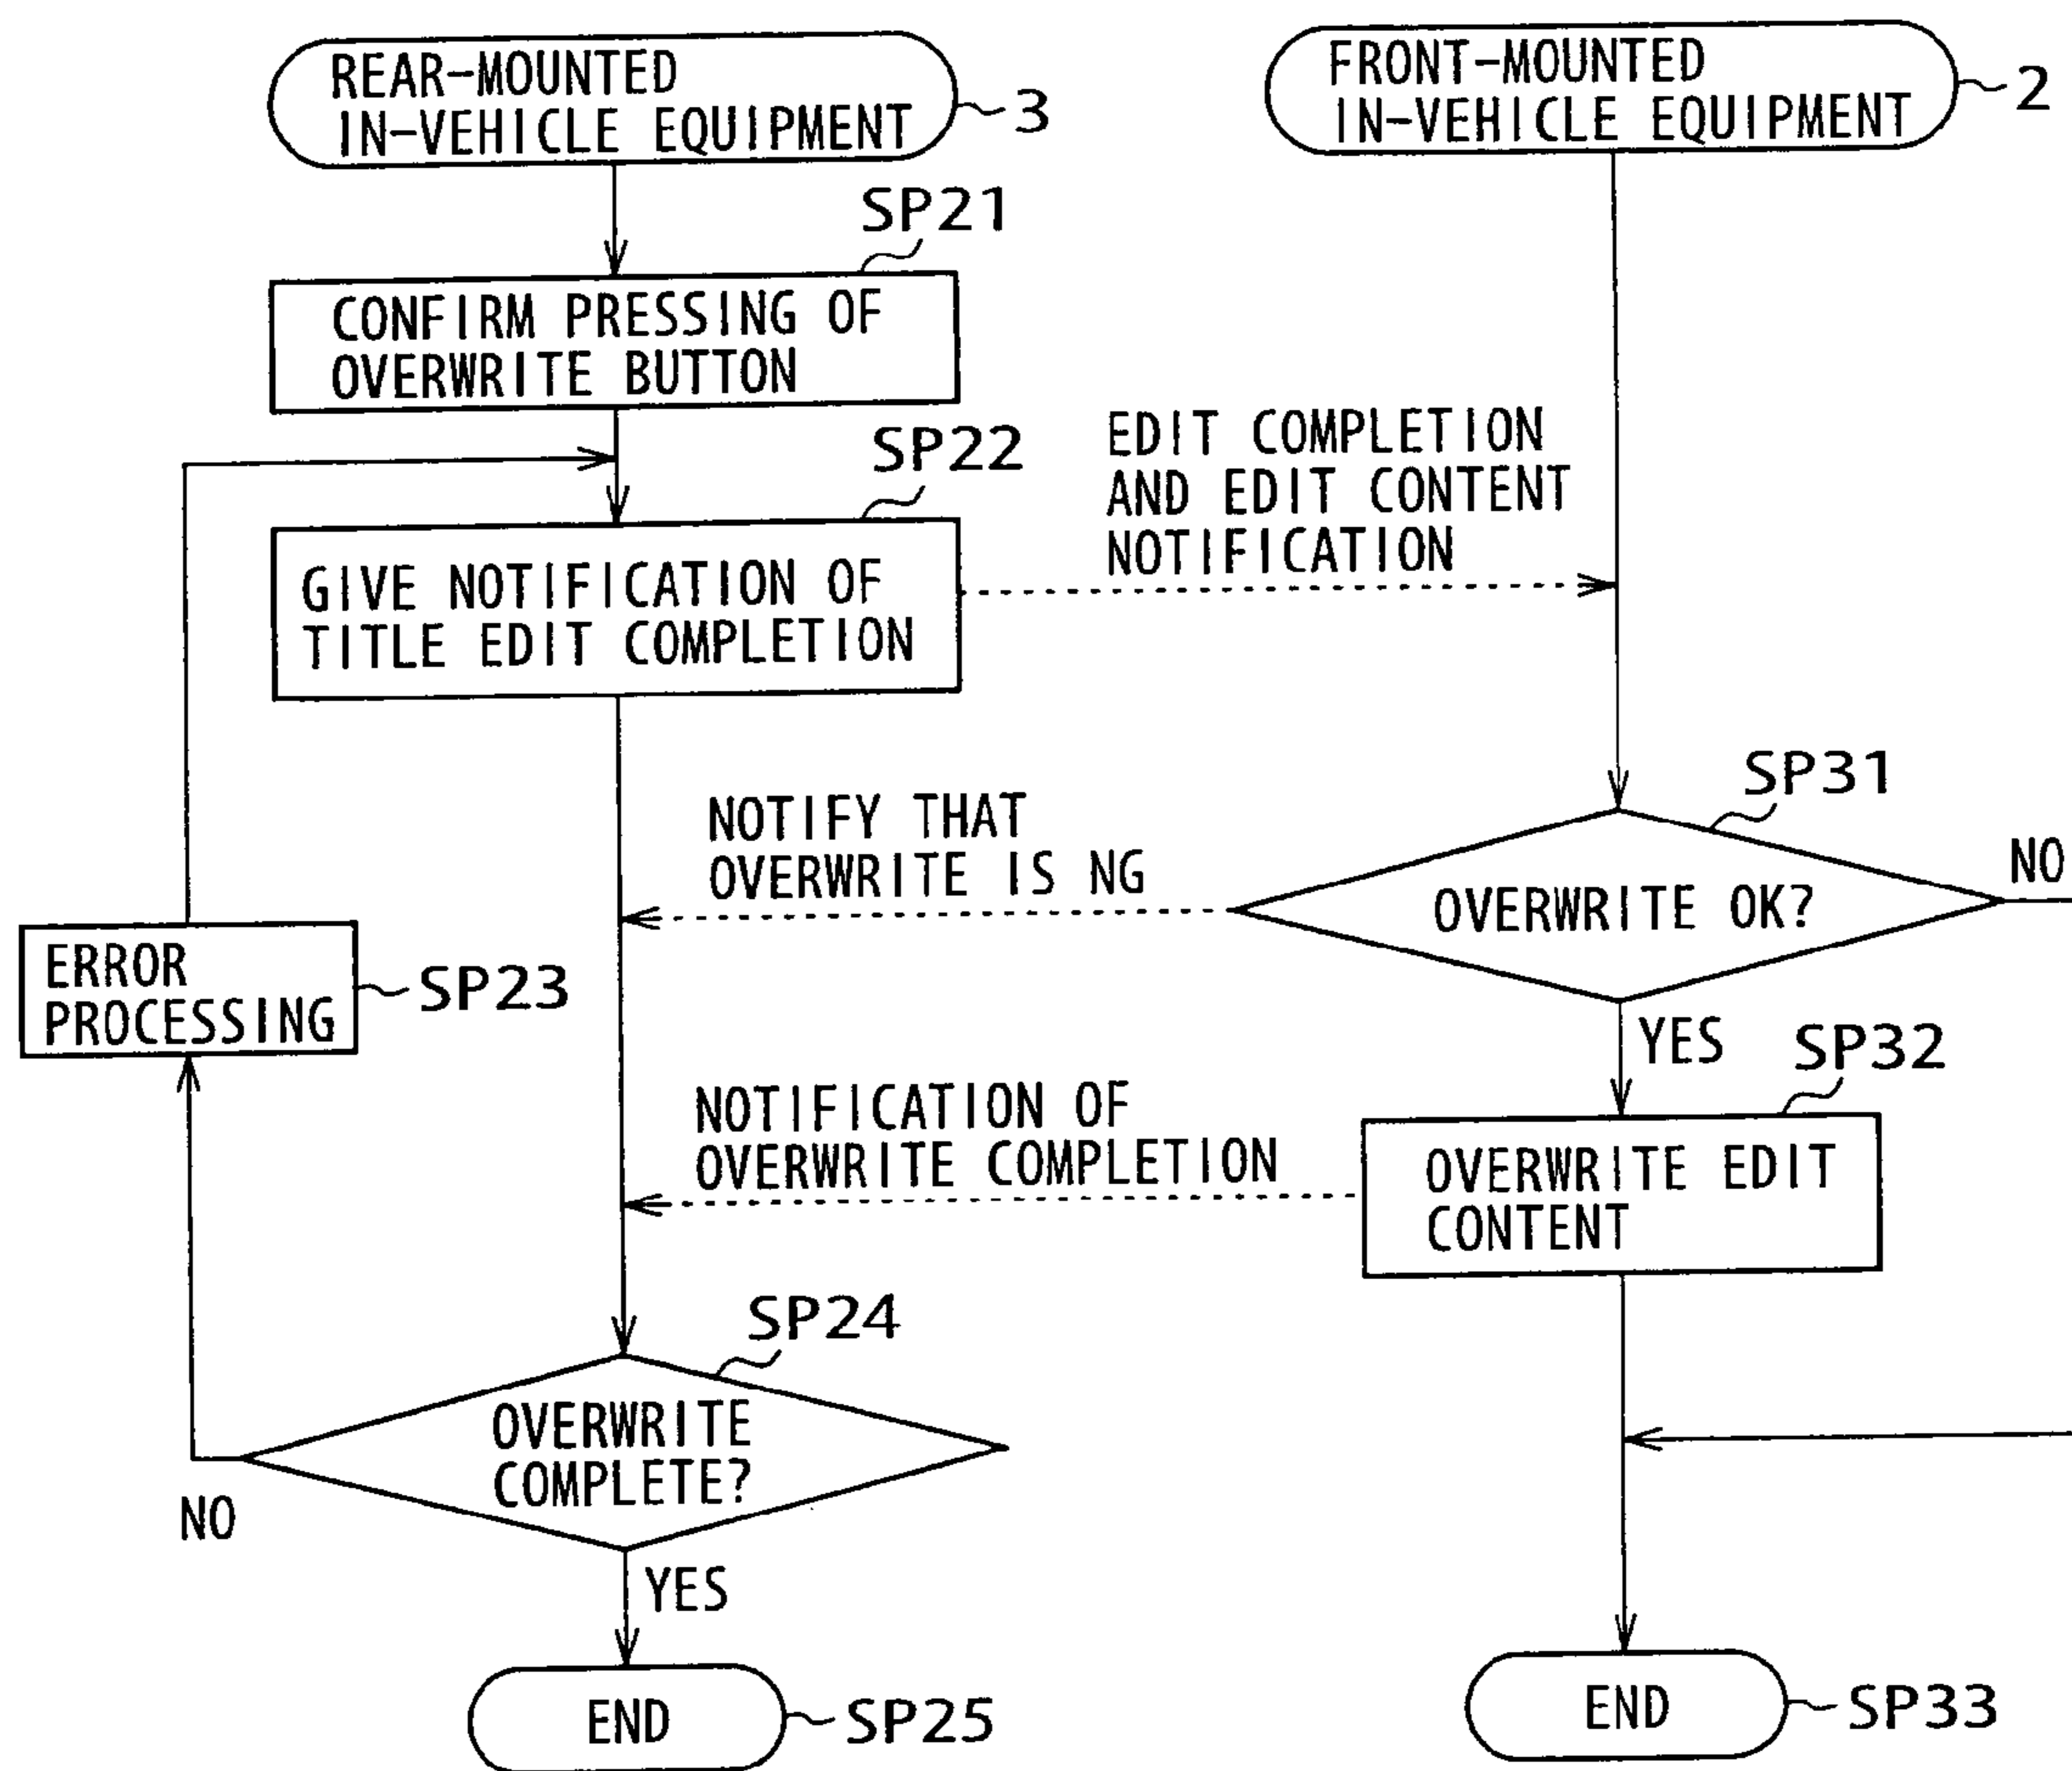 REAR-MOUNTED
IN-VEHICLE EQUIPMENT
3
FRONT-MOUNTED
IN-VEHICLE EQUIPMENT
2
SP21
CONFIRM PRESSING OF
OVERWRITE BUTTON
SP22
GIVE NOTIFICATION OF
TITLE EDIT COMPLETION
EDIT COMPLETION
AND EDIT CONTENT
NOTIFICATION
SP31
OVERWRITE OK?
NO
NOTIFY THAT
OVERWRITE IS NG
ERROR
PROCESSING
SP23
YES
SP32
OVERWRITE EDIT
CONTENT
NOTIFICATION OF
OVERWRITE COMPLETION
SP24
OVERWRITE
COMPLETE?
NO
YES
END
SP25
END
SP33